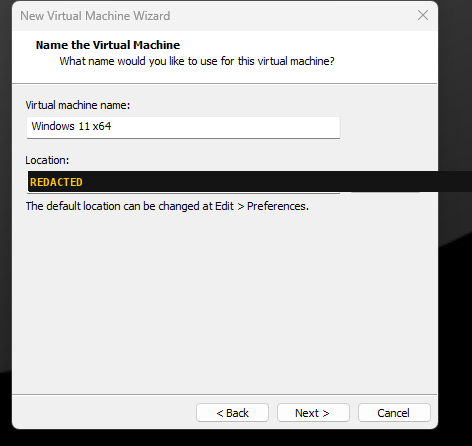 New Virtual Machine Wizard
Name the Virtual Machine
What name would you like to use for this virtual machine?
Virtual machine name:
Windows 11 x64
Location:
REDACTED
The default location can be changed at Edit > Preferences.
< Back Next > Cancel